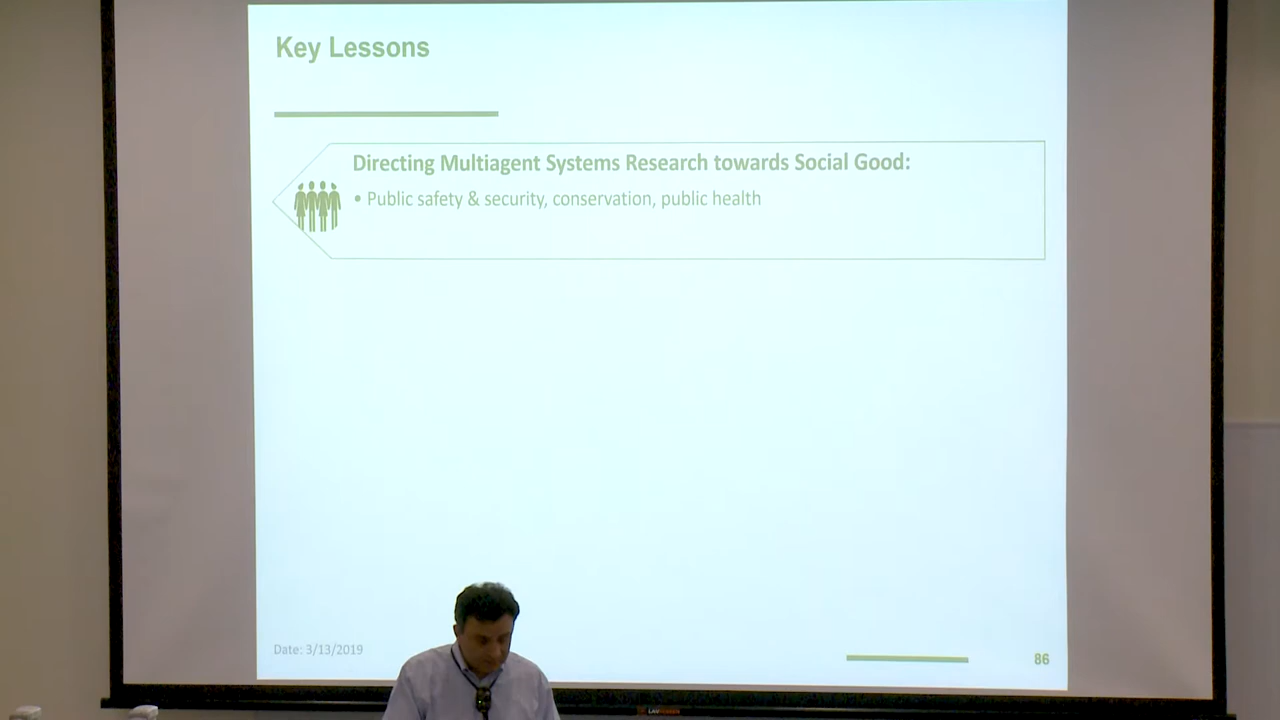 Key Lessons
Directing Multiagent Systems Research towards Social Good:
• Public safety & security, conservation, public health
Date: 3/13/2019
86